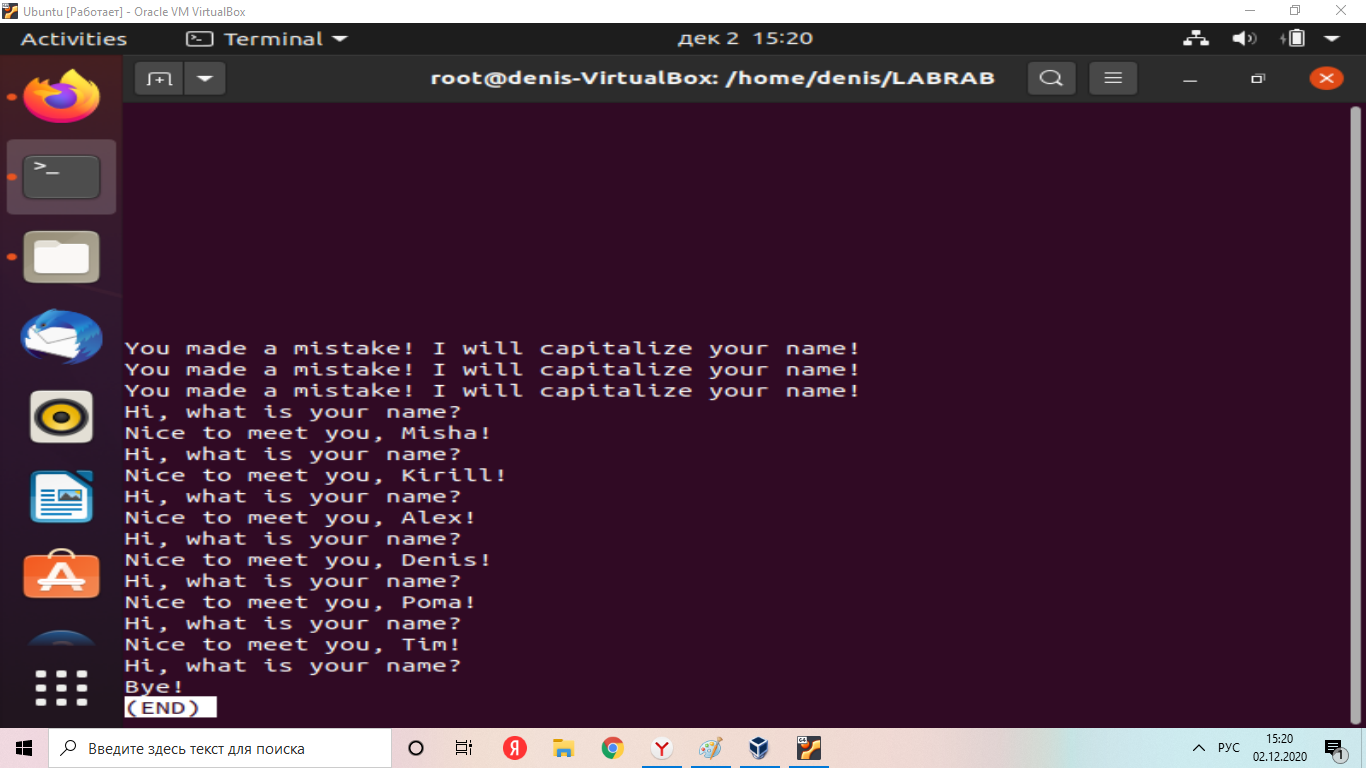 Ubuntu [Работает] - Oracle VM VirtualBox
Activities
Terminal
дек 2 15:20
root@denis-VirtualBox: /home/denis/LABRAB
>_
You made a mistake! I will capitalize your name!
You made a mistake! I will capitalize your name!
You made a mistake! I will capitalize your name!
Hi, what is your name?
Nice to meet you, Misha!
Hi, what is your name?
Nice to meet you, Kirill!
Hi, what is your name?
Nice to meet you, Alex!
Hi, what is your name?
Nice to meet you, Denis!
Hi, what is your name?
Nice to meet you, Poma!
Hi, what is your name?
Nice to meet you, Tim!
Hi, what is your name?
Bye!
(END)
Введите здесь текст для поиска
РУС
15:20
02.12.2020
1